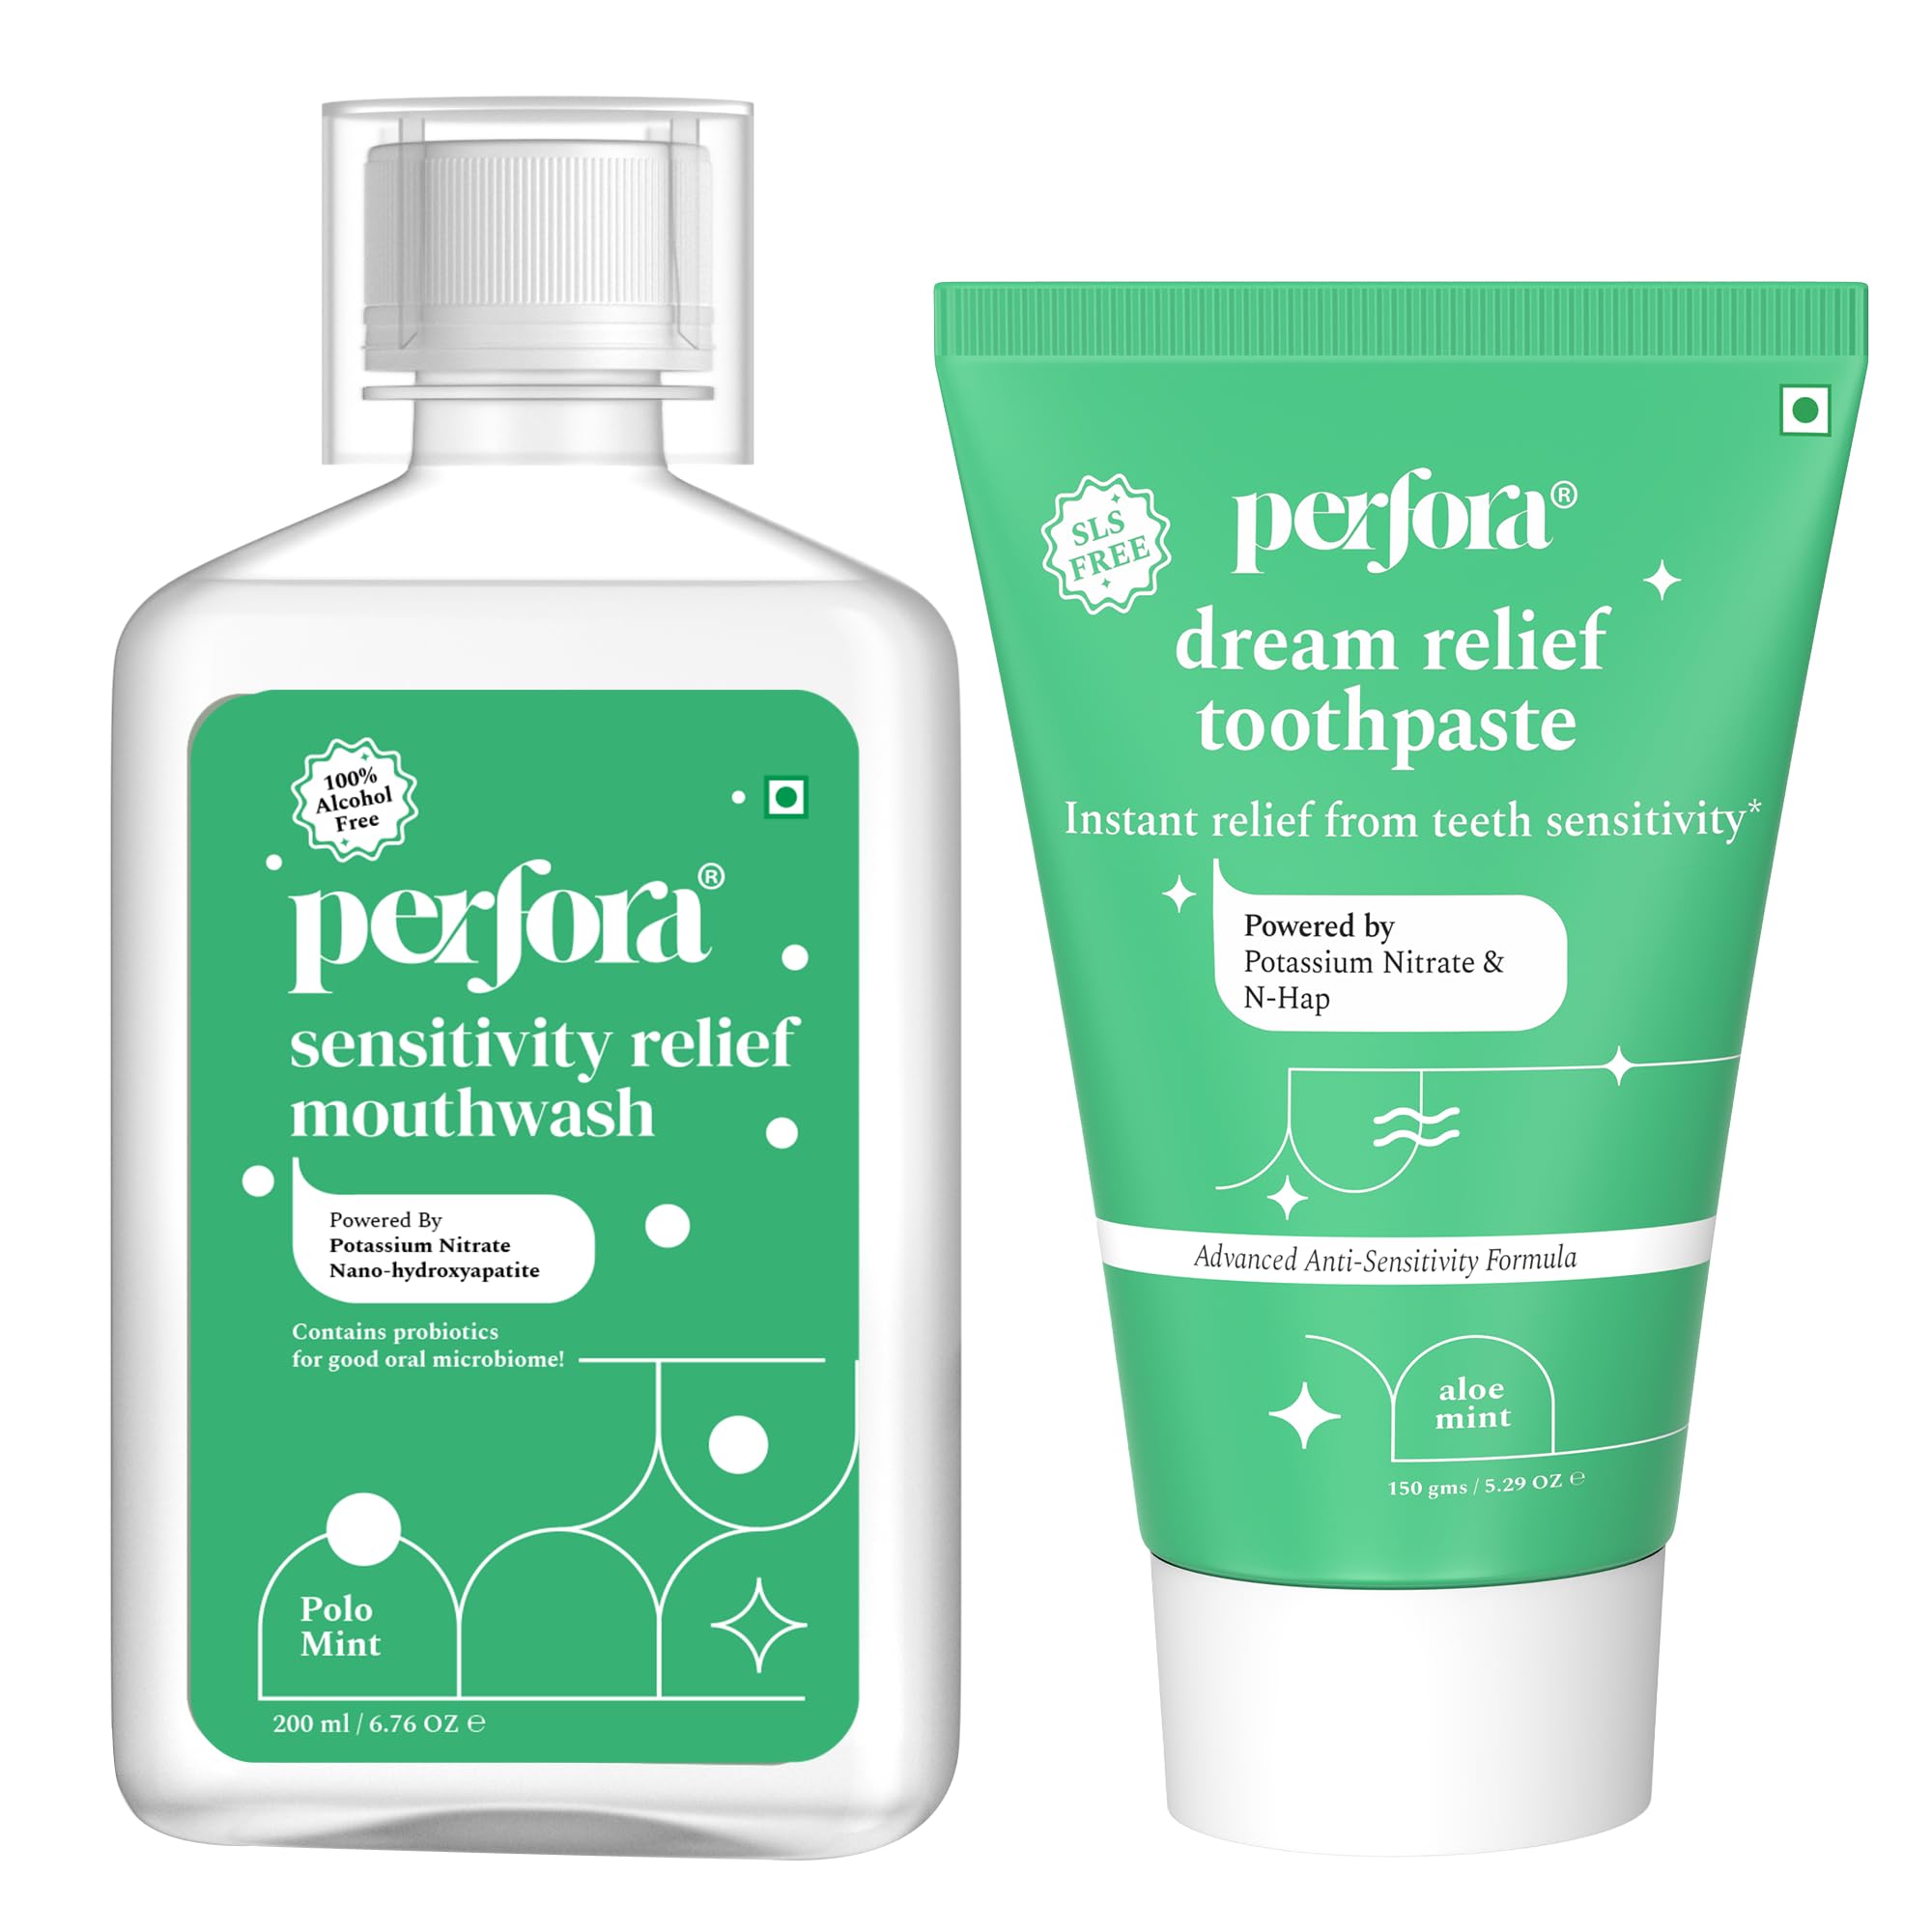 100%
Alcohol
Free
perfora®
sensitivity relief
mouthwash
Powered By
Potassium Nitrate
Nano-hydroxyapatite
Contains probiotics
for good oral microbiome!
Polo
Mint
200 ml / 6.76 OZ ℮
SLS
FREE
perfora®
dream relief
toothpaste
Instant relief from teeth sensitivity*
Powered by
Potassium Nitrate &
N-Hap
Advanced Anti-Sensitivity Formula
aloe
mint
150 gms / 5.29 OZ ℮